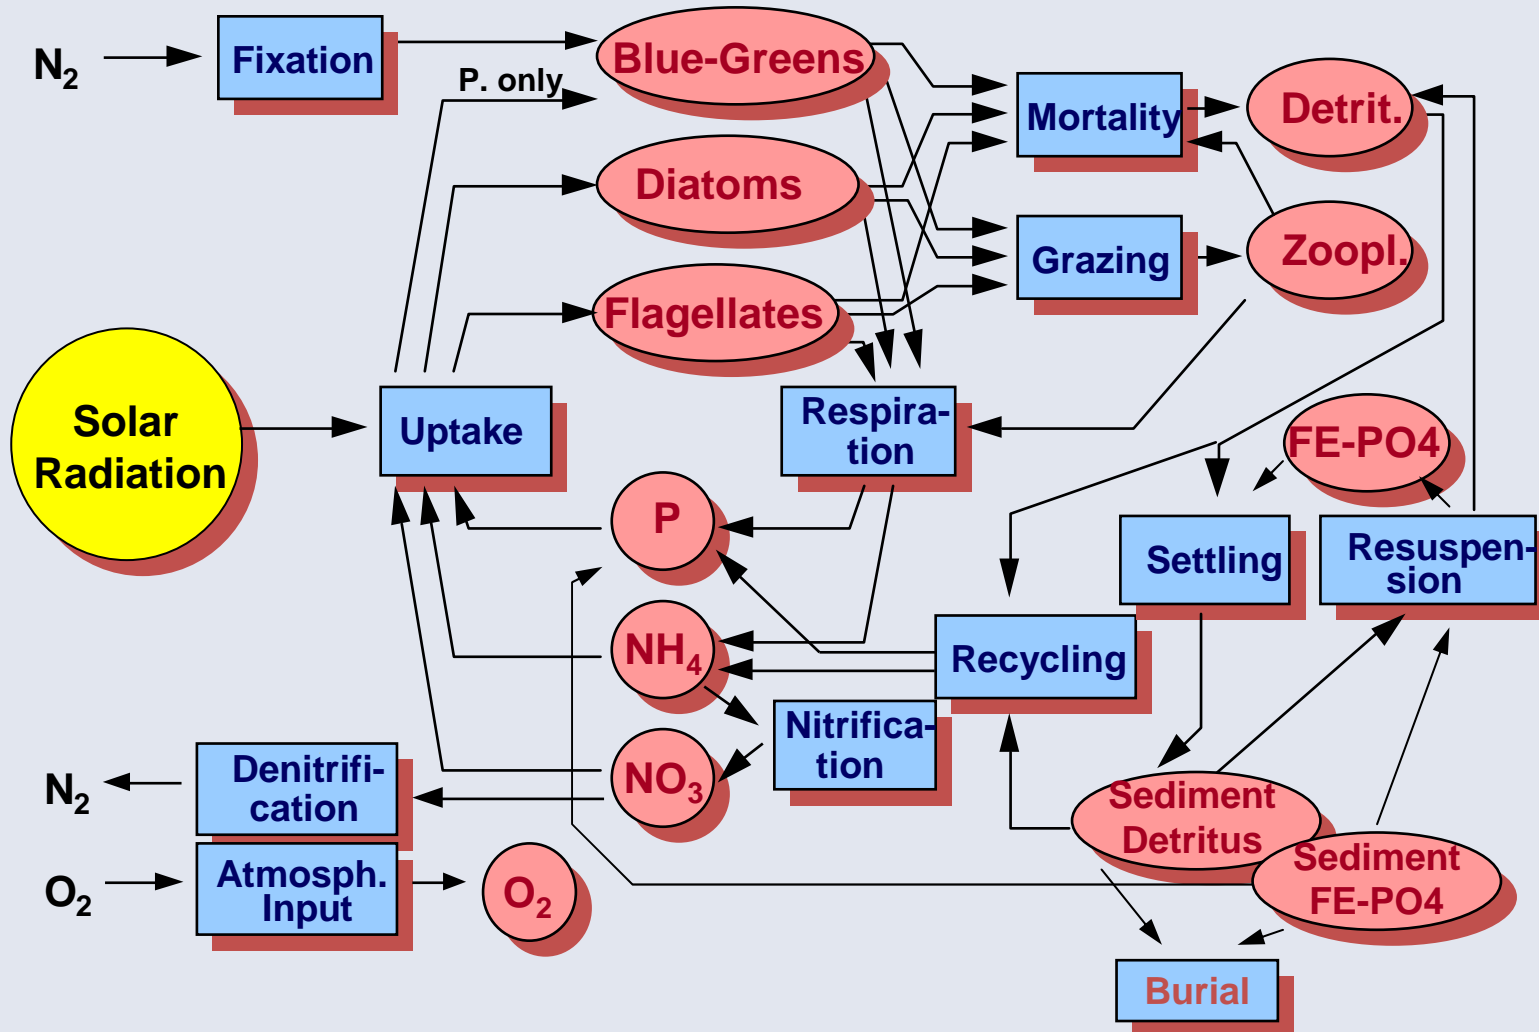 N2
Fixation
Blue-Greens
P. only
Mortality
Detrit.
Diatoms
Grazing
Zoopl.
Flagellates
Solar
Radiation
Uptake
Respira-
tion
FE-PO4
P
Settling
Resuspen-
sion
NH4
Recycling
Nitrifica-
tion
NO3
N2
Denitrifi-
cation
Sediment
Detritus
O2
Atmosph.
Input
O2
Sediment
FE-PO4
Burial